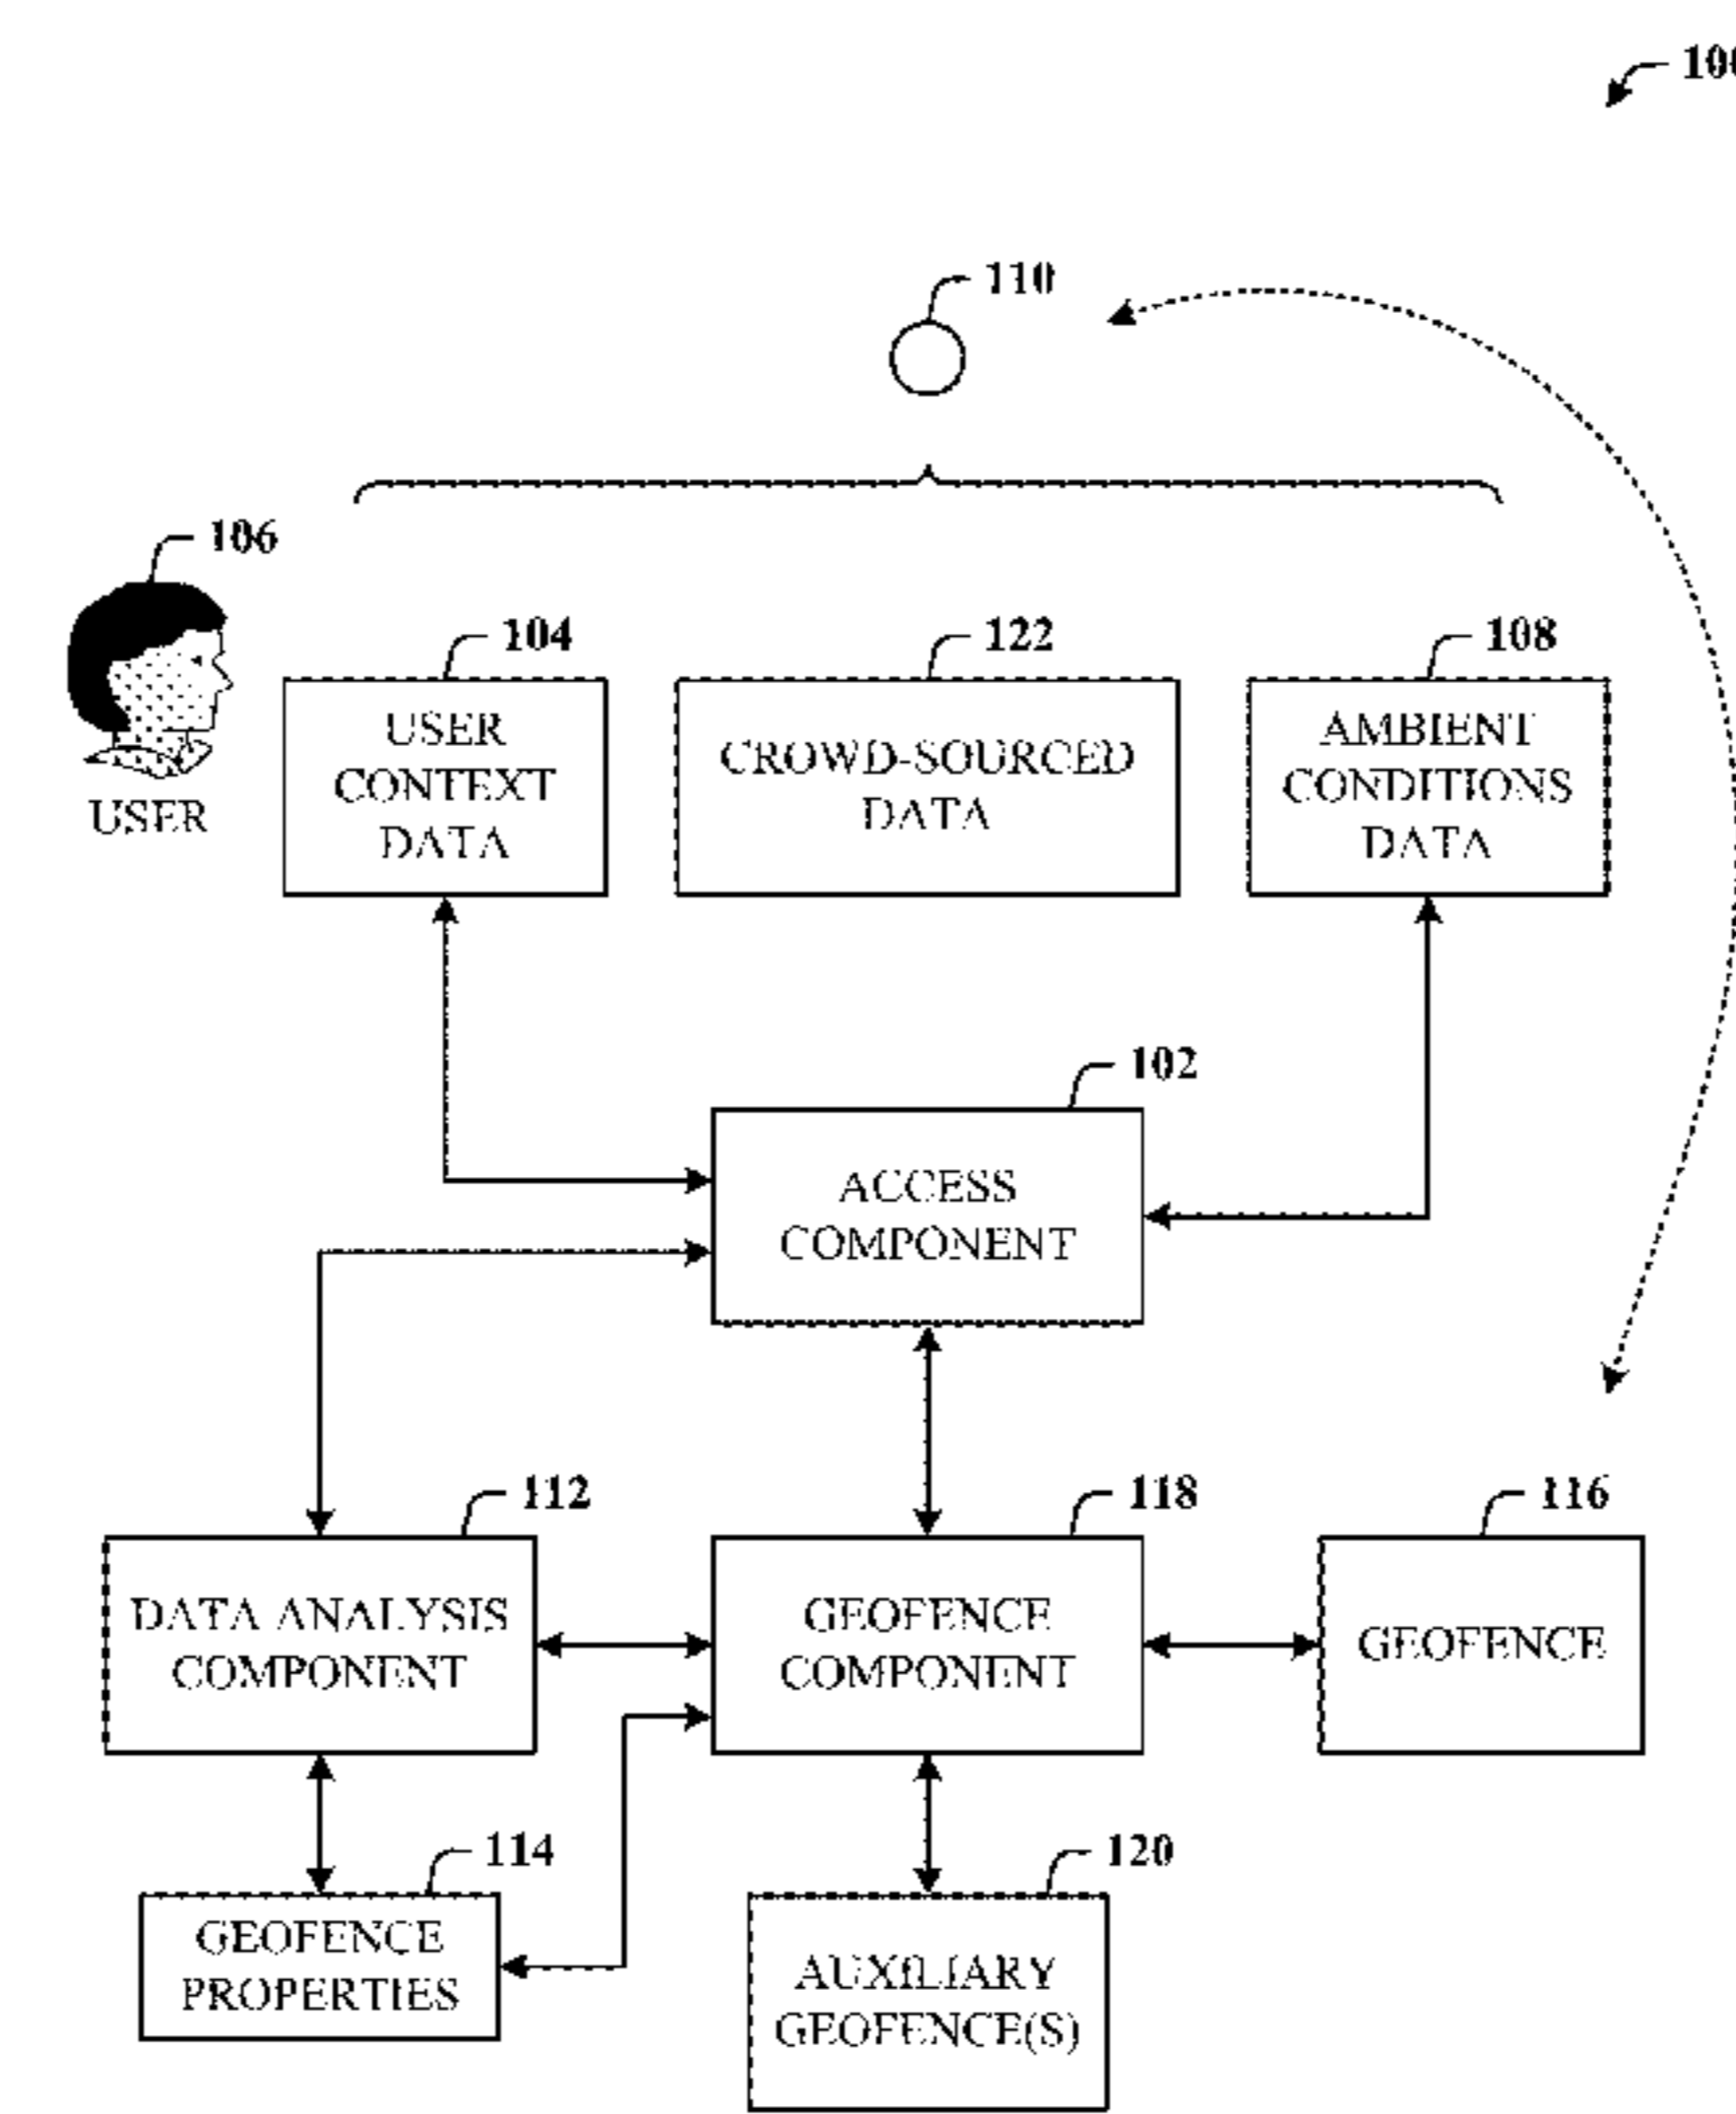 100
110
106
104
122
108
USER
CONTEXT
DATA
CROWD-SOURCED
DATA
AMBIENT
CONDITIONS
DATA
USER
102
ACCESS
COMPONENT
112
118
116
DATA ANALYSIS
COMPONENT
GEOFENCE
COMPONENT
GEOFENCE
114
120
GEOFENCE
PROPERTIES
AUXILIARY
GEOFENCE(S)